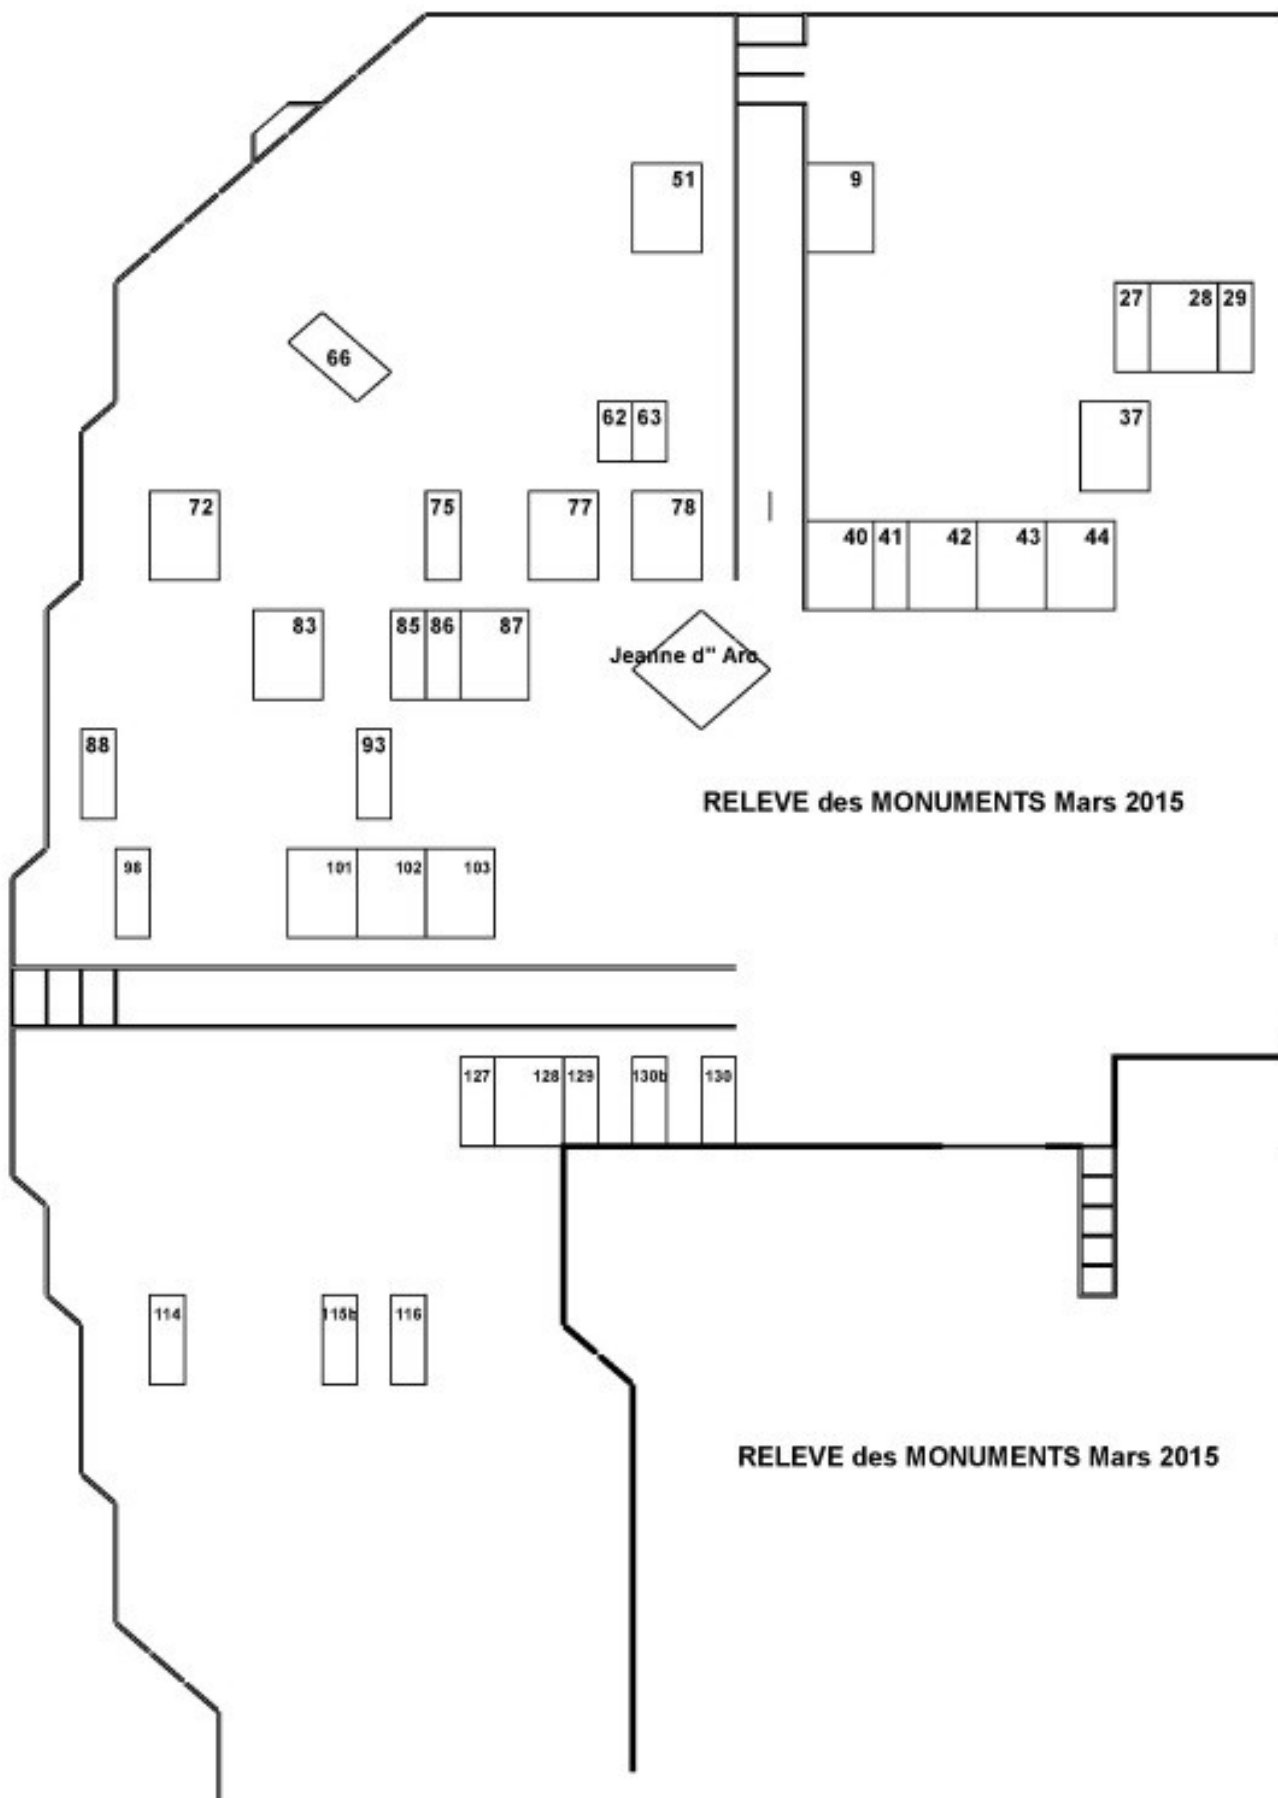 51
9
27 28 29
66
62 63
37
72
75
77
78
40 41 42 43 44
83
85 86 87
Jeanne d" Arc
88
93
RELEVE des MONUMENTS Mars 2015
98
101 102 103
127 128 129 130b 130
114
115b
116
RELEVE des MONUMENTS Mars 2015